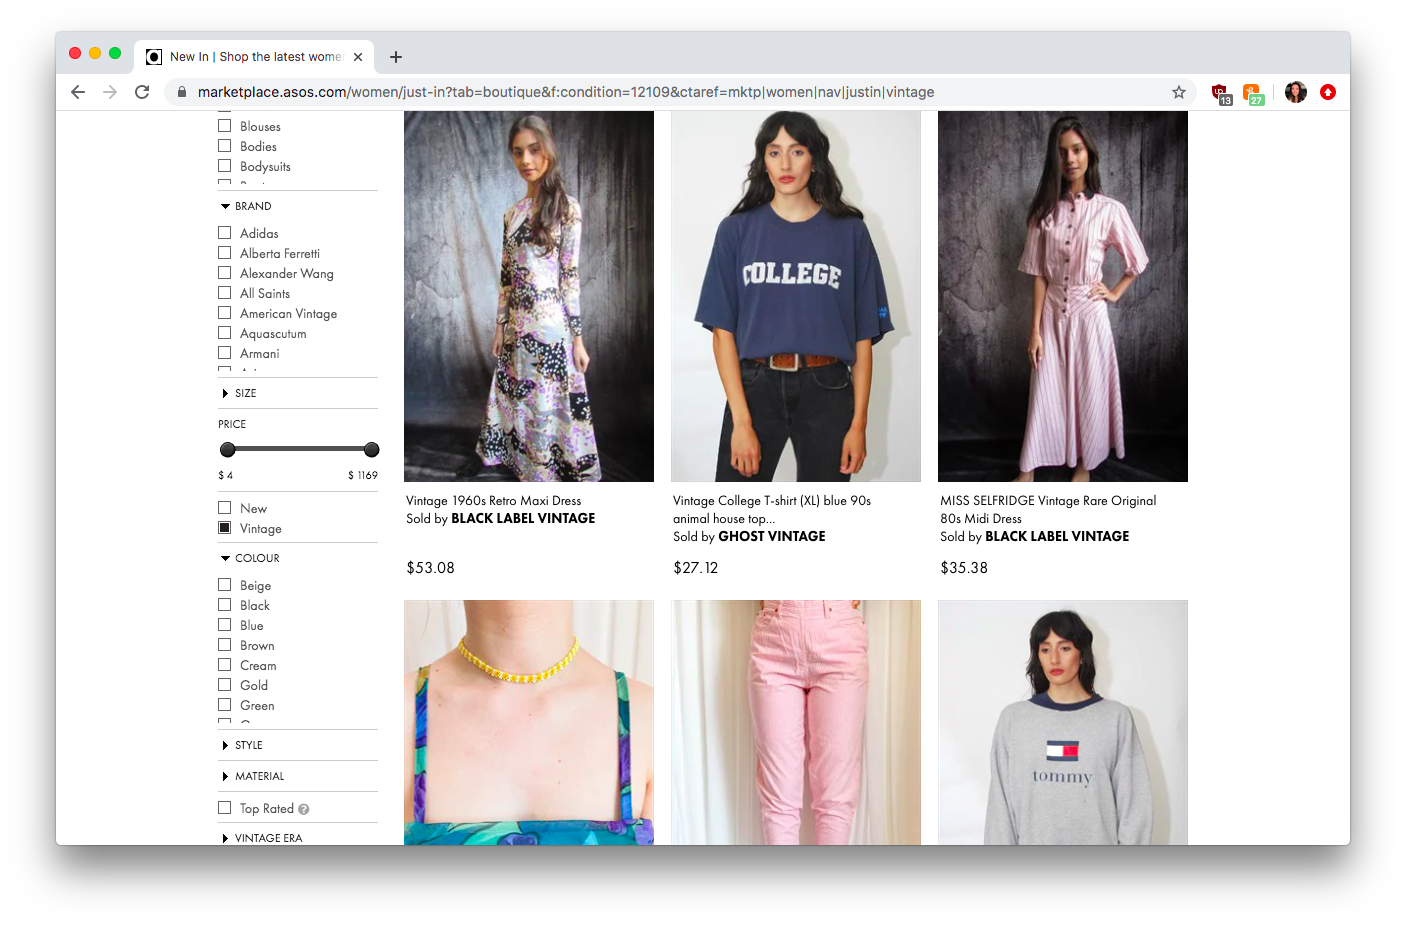 New In | Shop the latest wome
marketplace.asos.com/women/just-in?tab=boutique&f:condition=12109&ctaref=mktp|women|nav|justin|vintage
13
27
Blouses
Bodies
Bodysuits
BRAND
Adidas
Alberta Ferretti
Alexander Wang
All Saints
American Vintage
Aquascutum
Armani
SIZE
PRICE
$ 4
$ 1169
New
Vintage
COLOUR
Beige
Black
Blue
Brown
Cream
Gold
Green
STYLE
MATERIAL
Top Rated ?
VINTAGE ERA
COLLEGE
Vintage 1960s Retro Maxi Dress
Sold by BLACK LABEL VINTAGE
$53.08
Vintage College T-shirt (XL) blue 90s
animal house top...
Sold by GHOST VINTAGE
$27.12
MISS SELFRIDGE Vintage Rare Original
80s Midi Dress
Sold by BLACK LABEL VINTAGE
$35.38
tommy